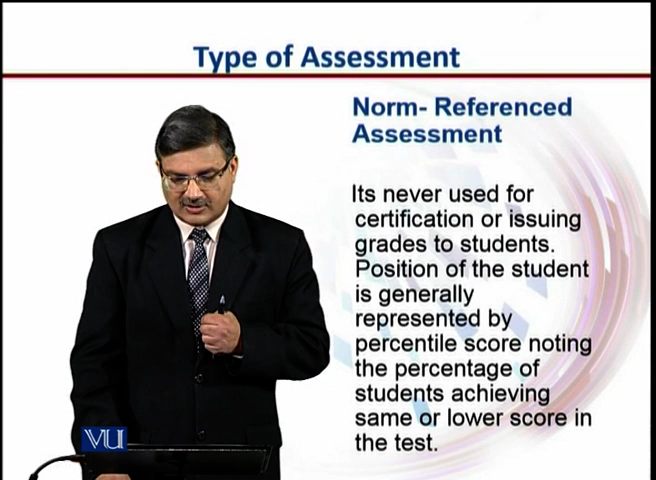 Type of Assessment
Norm- Referenced
Assessment
Its never used for
certification or issuing
grades to students.
Position of the student
is generally
represented by
percentile score noting
the percentage of
students achieving
same or lower score in
the test.
VU